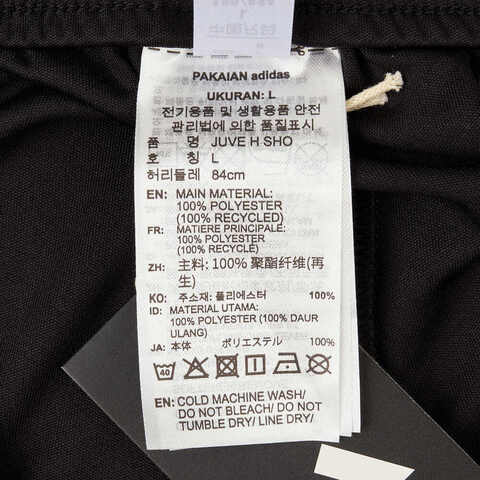 L
PAKAIAN adidas
UKURAN: L
전기용품 및 생활용품 안전
관리법에 의한 품질표시
품 명 JUVE H SHO
호 칭 L
허리둘레 84cm
EN: MAIN MATERIAL:
100% POLYESTER
(100% RECYCLED)
FR: MATIERE PRINCIPALE:
100% POLYESTER
(100% RECYCLE)
ZH: 主料: 100% 聚酯纤维(再
生)
KO: 주소재: 폴리에스터 100%
ID: MATERIAL UTAMA:
100% POLYESTER (100% DAUR
ULANG)
JA: 本体 ポリエステル 100%
40
EN: COLD MACHINE WASH/
DO NOT BLEACH/ DO NOT
TUMBLE DRY/ LINE DRY/